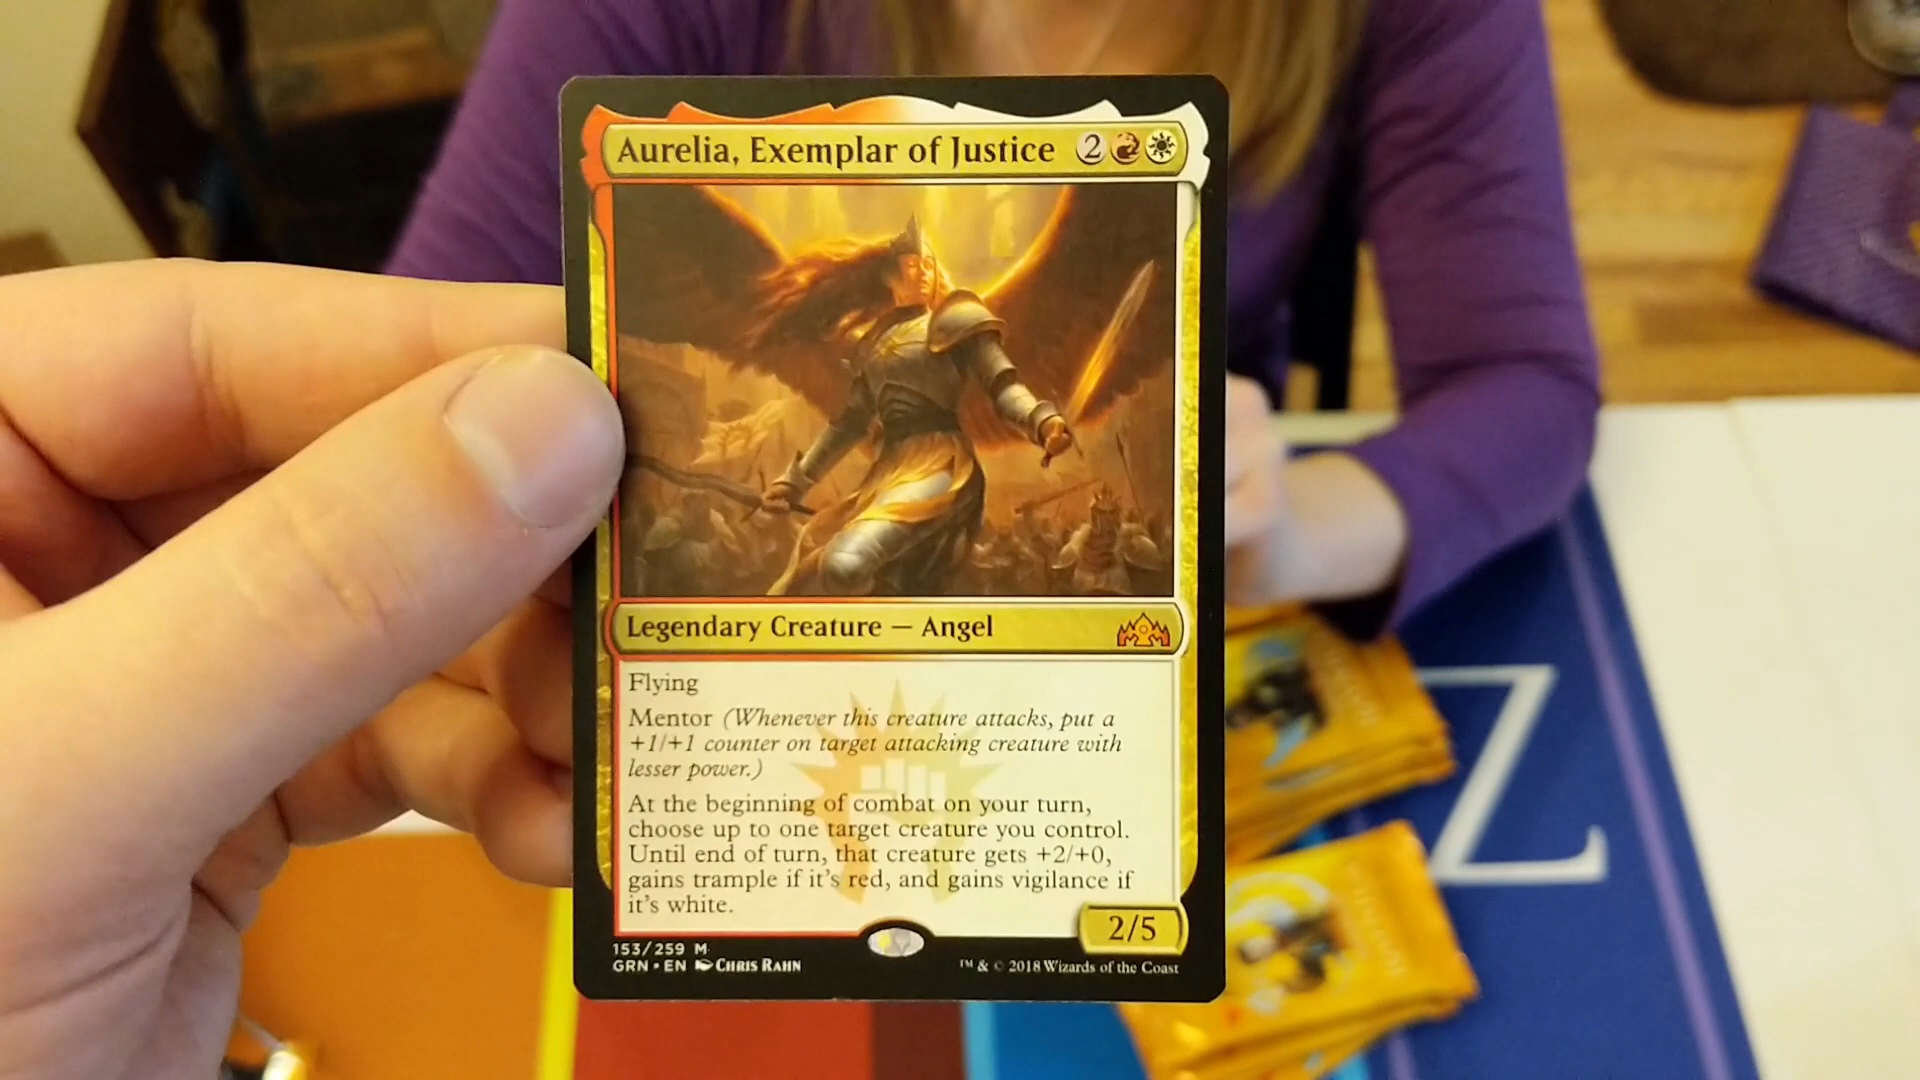 Aurelia, Exemplar of Justice 2
Legendary Creature — Angel
Flying
Mentor (Whenever this creature attacks, put a
+1/+1 counter on target attacking creature with
lesser power.)
At the beginning of combat on your turn,
choose up to one target creature you control.
Until end of turn, that creature gets +2/+0,
gains trample if it's red, and gains vigilance if
it's white.
2/5
153/259 M
GRN • EN Chris Rahn
™ & © 2018 Wizards of the Coast
Z